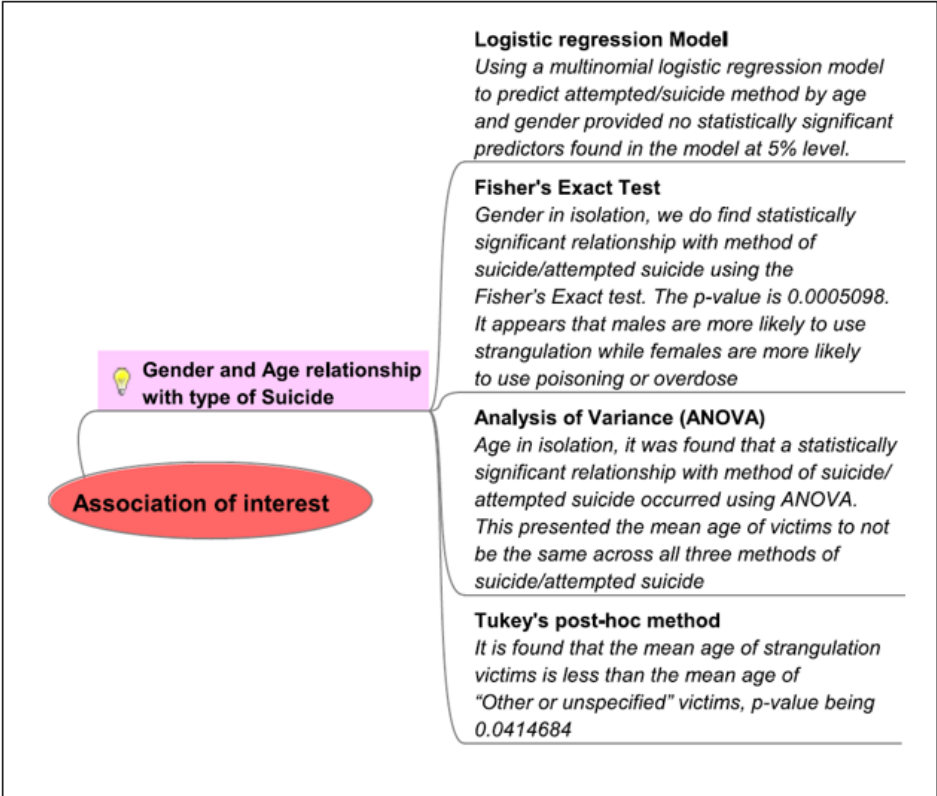 Logistic regression Model
Using a multinomial logistic regression model
to predict attempted/suicide method by age
and gender provided no statistically significant
predictors found in the model at 5% level.
Fisher's Exact Test
Gender in isolation, we do find statistically
significant relationship with method of
suicide/attempted suicide using the
Fisher's Exact test. The p-value is 0.0005098.
It appears that males are more likely to use
strangulation while females are more likely
to use poisoning or overdose
Gender and Age relationship
with type of Suicide
Analysis of Variance (ANOVA)
Age in isolation, it was found that a statistically
significant relationship with method of suicide/
attempted suicide occurred using ANOVA.
This presented the mean age of victims to not
be the same across all three methods of
suicide/attempted suicide
Association of interest
Tukey's post-hoc method
It is found that the mean age of strangulation
victims is less than the mean age of
“Other or unspecified” victims, p-value being
0.0414684